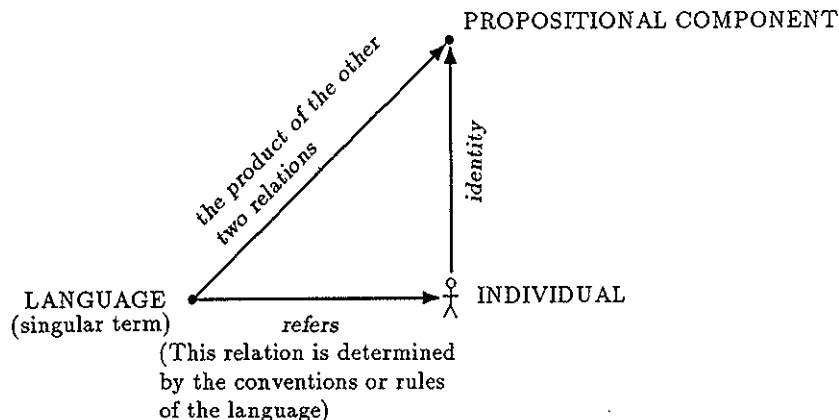 PROPOSITIONAL COMPONENT
the product of the other
two relations
identity
LANGUAGE
(singular term)
INDIVIDUAL
refers
(This relation is determined
by the conventions or rules
of the language)